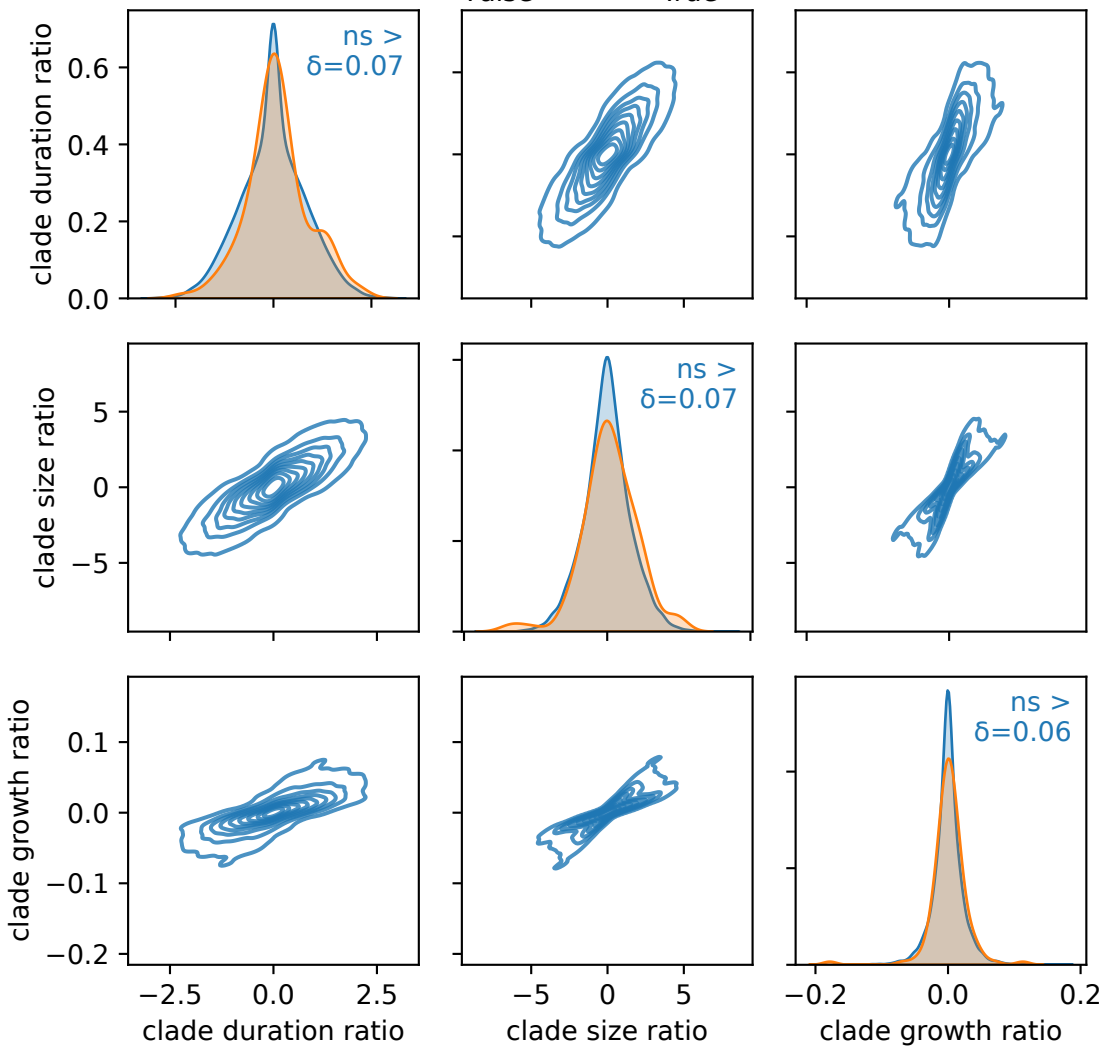 clade duration ratio
0.6
0.4
0.2
0.0
ns >
δ=0.07
clade size ratio
5
0
−5
ns >
δ=0.07
clade growth ratio
0.1
0.0
−0.1
−0.2
ns >
δ=0.06
−2.5 0.0 2.5
−5 0 5
−0.2 0.0 0.2
clade duration ratio
clade size ratio
clade growth ratio